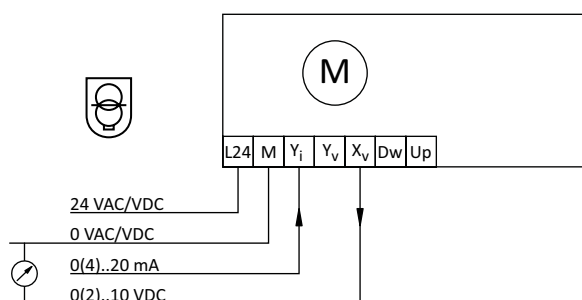 M
L24 M Yi Yv Xv Dw Up
24 VAC/VDC
0 VAC/VDC
0(4)..20 mA
0(2)..10 VDC